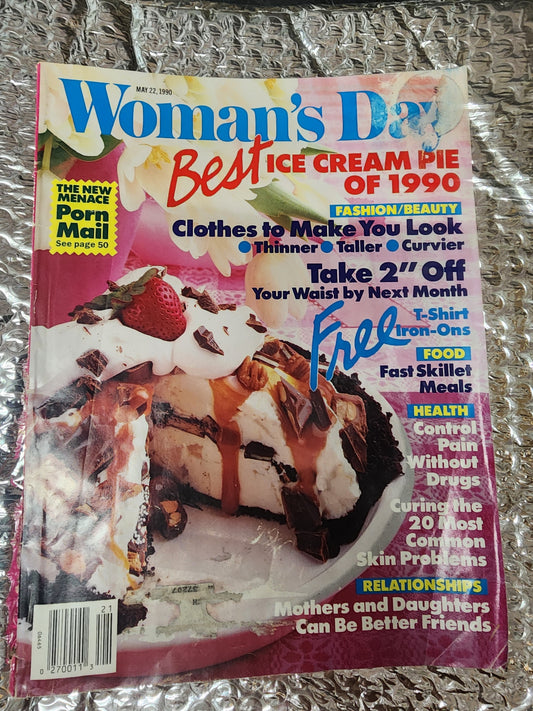 MAY 22, 1990
Woman's Day
Best ICE CREAM PIE
OF 1990
THE NEW
MENACE
Porn
Mail
See page 50
FASHION/BEAUTY
Clothes to Make You Look
• Thinner • Taller • Curvier
Take 2" Off
Your Waist by Next Month
Free T-Shirt
Iron-Ons
FOOD
Fast Skillet
Meals
HEALTH
Control
Pain
Without
Drugs
Curing the
20 Most
Common
Skin Problems
RELATIONSHIPS
Mothers and Daughters
Can Be Better Friends
37207
21
04465
0 270011 3